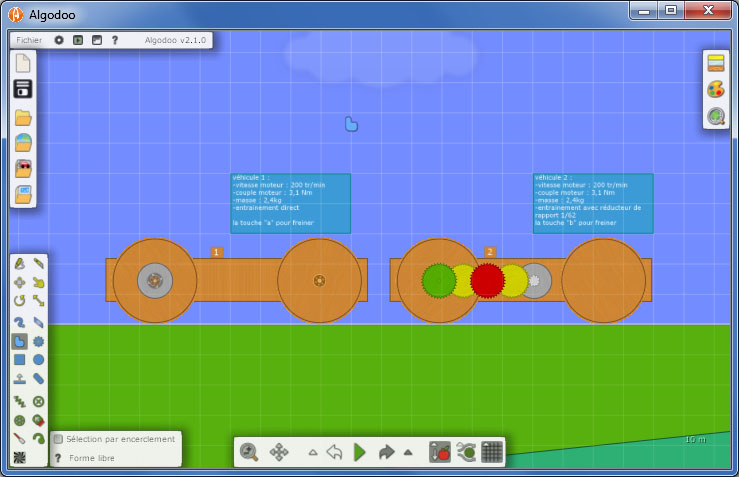 Algodoo
Fichier ? Algodoo v2.1.0
véhicule 1 :
-vitesse moteur : 200 tr/min
-couple moteur : 3,1 Nm
-masse : 2,4kg
-entrainement direct
la touche "a" pour freiner
véhicule 2 :
-vitesse moteur : 200 tr/min
-couple moteur : 3,1 Nm
-masse : 2,4kg
-entrainement avec réducteur de
rapport 1/62
la touche "b" pour freiner
1
2
Sélection par encerclement
? Forme libre
10 m